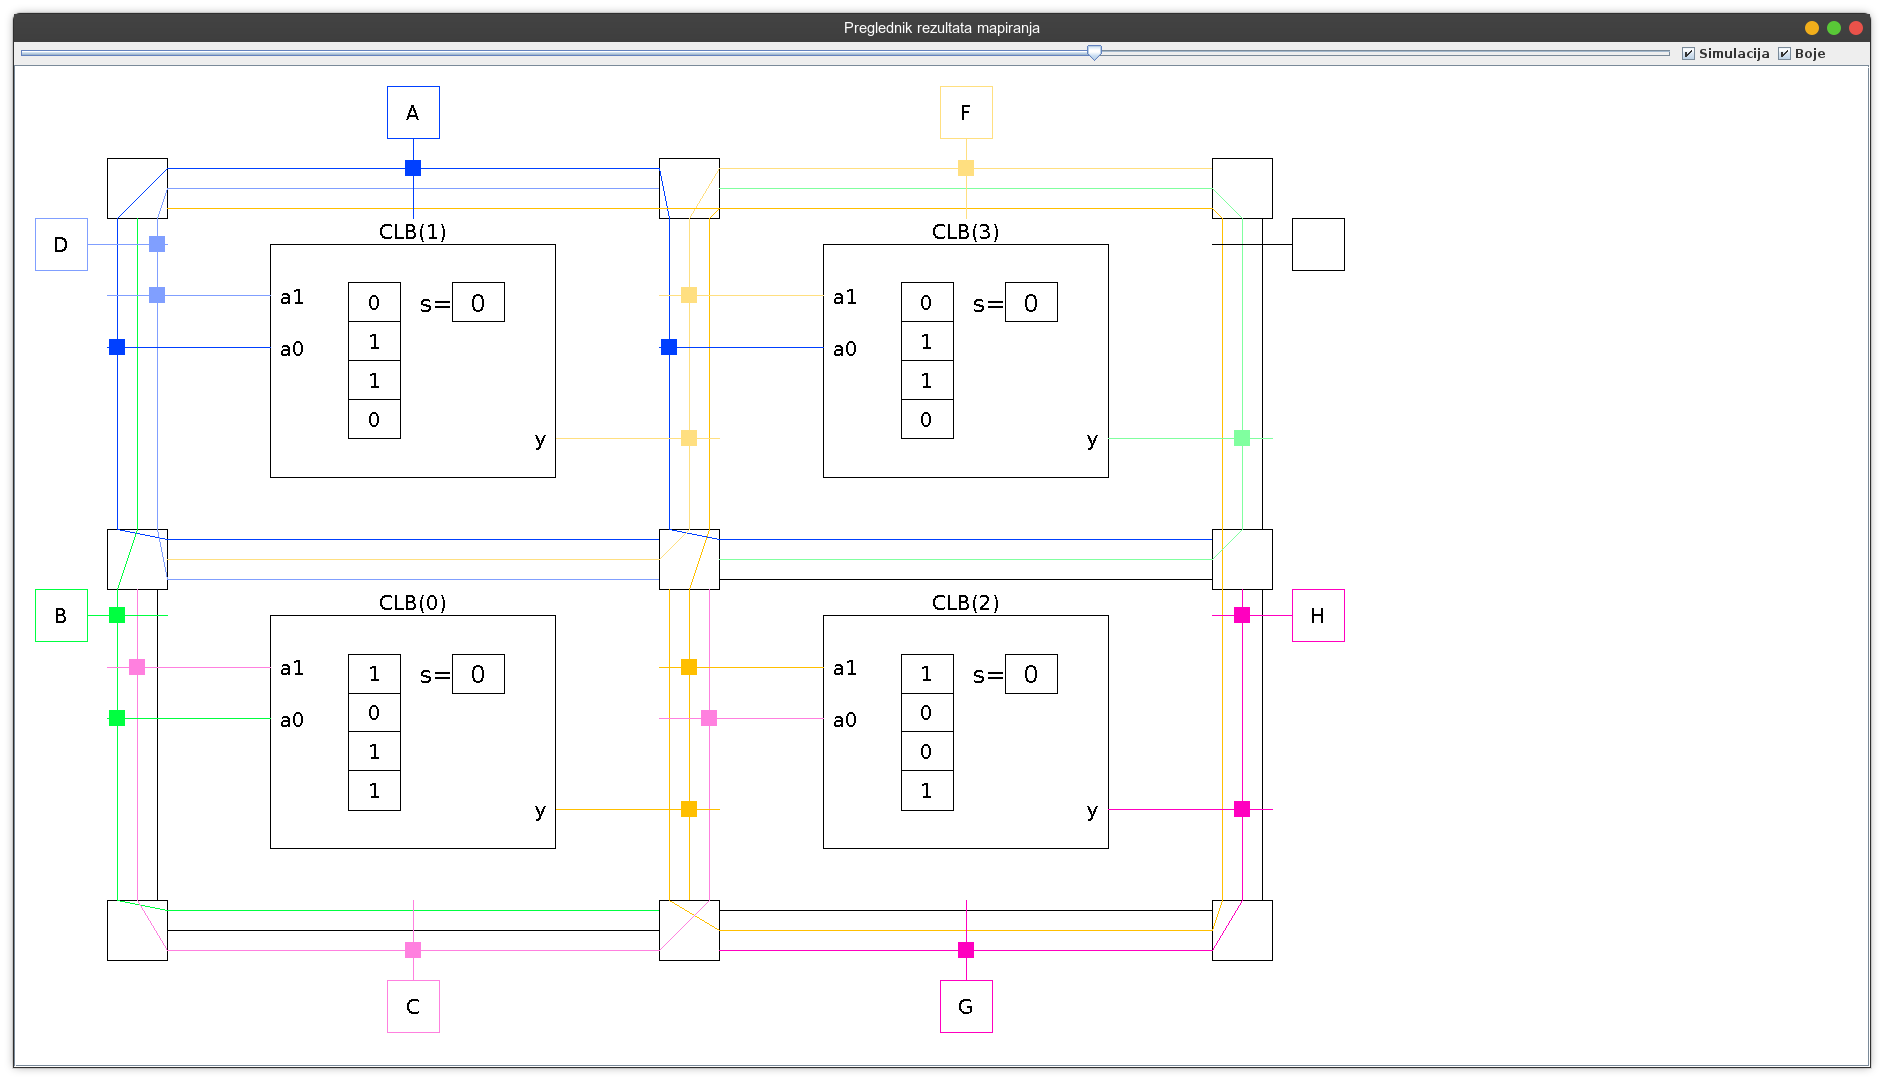 Preglednik rezultata mapiranja
Simulacija Boje
A F
CLB(1) CLB(3)
D
a1 0 s= 0 a1 0 s= 0
1 1
a0 a0
1 1
0 0
y y
CLB(0) CLB(2)
B H
a1 1 s= 0 a1 1 s= 0
0 0
a0 a0
1 0
1 1
y y
C G